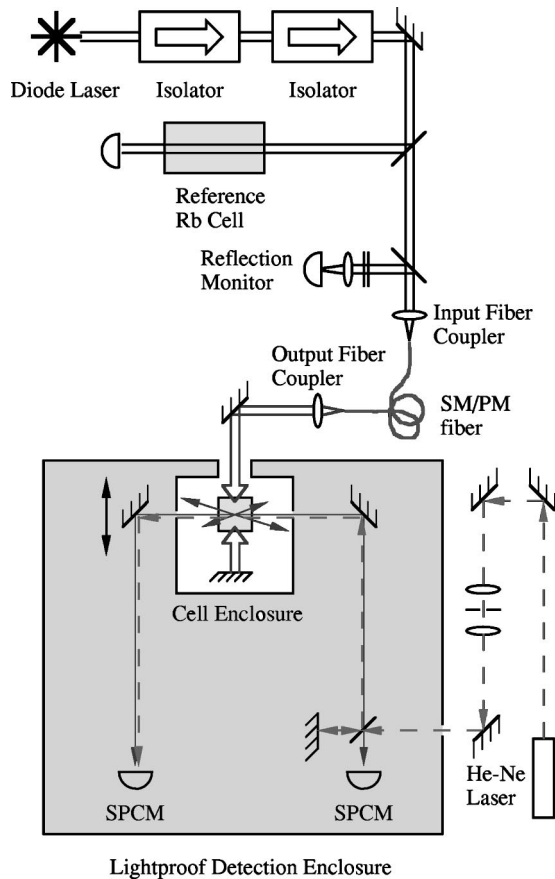 Diode Laser
Isolator
Isolator
Reference
Rb Cell
Reflection
Monitor
Input Fiber
Coupler
Output Fiber
Coupler
SM/PM
fiber
Cell Enclosure
He-Ne
Laser
SPCM
SPCM
Lightproof Detection Enclosure